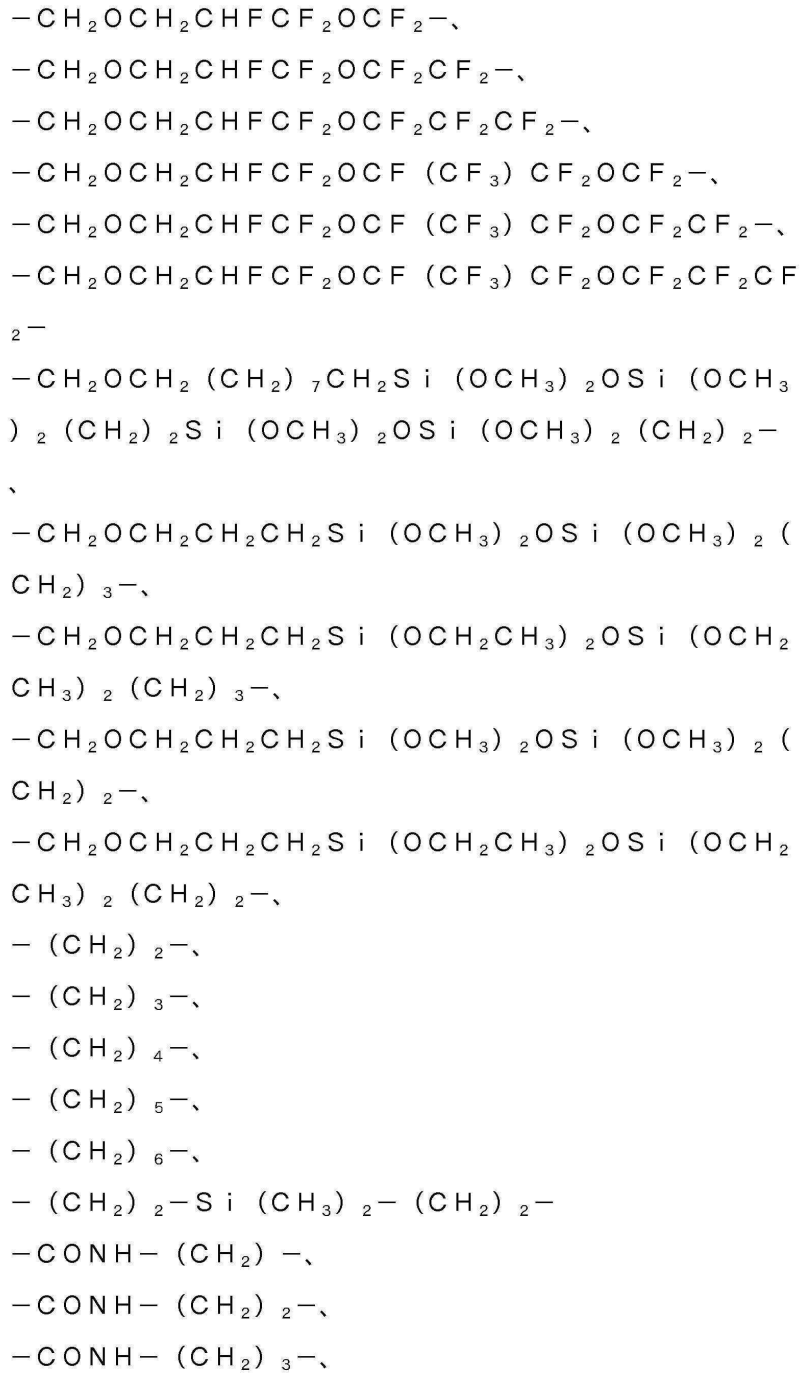 －ＣＨ₂ＯＣＨ₂ＣＨＦＣＦ₂ＯＣＦ₂－、
－ＣＨ₂ＯＣＨ₂ＣＨＦＣＦ₂ＯＣＦ₂ＣＦ₂－、
－ＣＨ₂ＯＣＨ₂ＣＨＦＣＦ₂ＯＣＦ₂ＣＦ₂ＣＦ₂－、
－ＣＨ₂ＯＣＨ₂ＣＨＦＣＦ₂ＯＣＦ（ＣＦ₃）ＣＦ₂ＯＣＦ₂－、
－ＣＨ₂ＯＣＨ₂ＣＨＦＣＦ₂ＯＣＦ（ＣＦ₃）ＣＦ₂ＯＣＦ₂ＣＦ₂－、
－ＣＨ₂ＯＣＨ₂ＣＨＦＣＦ₂ＯＣＦ（ＣＦ₃）ＣＦ₂ＯＣＦ₂ＣＦ₂ＣＦ
₂－
－ＣＨ₂ＯＣＨ₂（ＣＨ₂）₇ＣＨ₂Ｓｉ（ＯＣＨ₃）₂ＯＳｉ（ＯＣＨ₃
）₂（ＣＨ₂）₂Ｓｉ（ＯＣＨ₃）₂ＯＳｉ（ＯＣＨ₃）₂（ＣＨ₂）₂－
、
－ＣＨ₂ＯＣＨ₂ＣＨ₂ＣＨ₂Ｓｉ（ＯＣＨ₃）₂ＯＳｉ（ＯＣＨ₃）₂（
ＣＨ₂）₃－、
－ＣＨ₂ＯＣＨ₂ＣＨ₂ＣＨ₂Ｓｉ（ＯＣＨ₂ＣＨ₃）₂ＯＳｉ（ＯＣＨ₂
ＣＨ₃）₂（ＣＨ₂）₃－、
－ＣＨ₂ＯＣＨ₂ＣＨ₂ＣＨ₂Ｓｉ（ＯＣＨ₃）₂ＯＳｉ（ＯＣＨ₃）₂（
ＣＨ₂）₂－、
－ＣＨ₂ＯＣＨ₂ＣＨ₂ＣＨ₂Ｓｉ（ＯＣＨ₂ＣＨ₃）₂ＯＳｉ（ＯＣＨ₂
ＣＨ₃）₂（ＣＨ₂）₂－、
－（ＣＨ₂）₂－、
－（ＣＨ₂）₃－、
－（ＣＨ₂）₄－、
－（ＣＨ₂）₅－、
－（ＣＨ₂）₆－、
－（ＣＨ₂）₂－Ｓｉ（ＣＨ₃）₂－（ＣＨ₂）₂－
－ＣＯＮＨ－（ＣＨ₂）－、
－ＣＯＮＨ－（ＣＨ₂）₂－、
－ＣＯＮＨ－（ＣＨ₂）₃－、